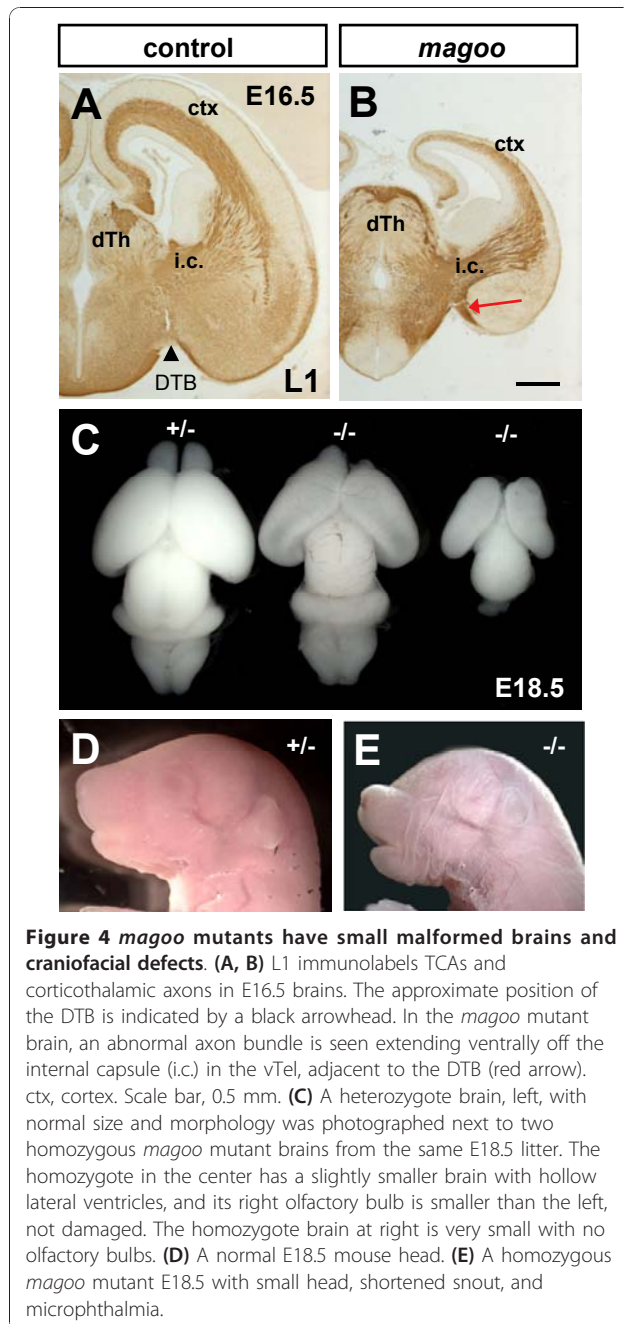 control
magoo
A
ctx
E16.5
dTh
i.c.
DTB
L1
B
ctx
dTh
i.c.
C
+/-
-/-
-/-
E18.5
D
+/-
E
-/-
Figure 4 magoo mutants have small malformed brains and
craniofacial defects. (A, B) L1 immunolabels TCAs and
corticothalamic axons in E16.5 brains. The approximate position of
the DTB is indicated by a black arrowhead. In the magoo mutant
brain, an abnormal axon bundle is seen extending ventrally off the
internal capsule (i.c.) in the vTel, adjacent to the DTB (red arrow).
ctx, cortex. Scale bar, 0.5 mm. (C) A heterozygote brain, left, with
normal size and morphology was photographed next to two
homozygous magoo mutant brains from the same E18.5 litter. The
homozygote in the center has a slightly smaller brain with hollow
lateral ventricles, and its right olfactory bulb is smaller than the left,
not damaged. The homozygote brain at right is very small with no
olfactory bulbs. (D) A normal E18.5 mouse head. (E) A homozygous
magoo mutant E18.5 with small head, shortened snout, and
microphthalmia.